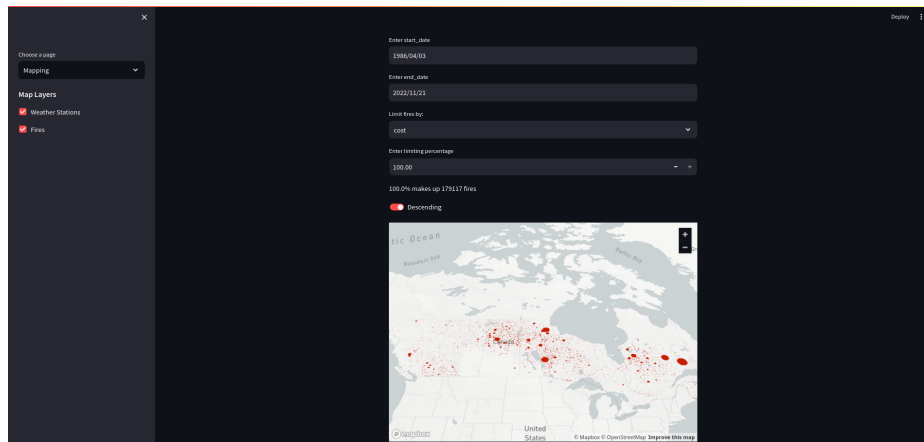 Deploy
Choose a page
Mapping
Map Layers
Weather Stations
Fires
Enter start_date
1986/04/03
Enter end_date
2022/11/21
Limit fires by:
cost
Enter limiting percentage
100.00
100.0% makes up 179117 fires
Descending
tic Ocean
Beaufort Sea
Baffin Bay
Canada
United
States
mapbox
© Mapbox © OpenStreetMap Improve this map